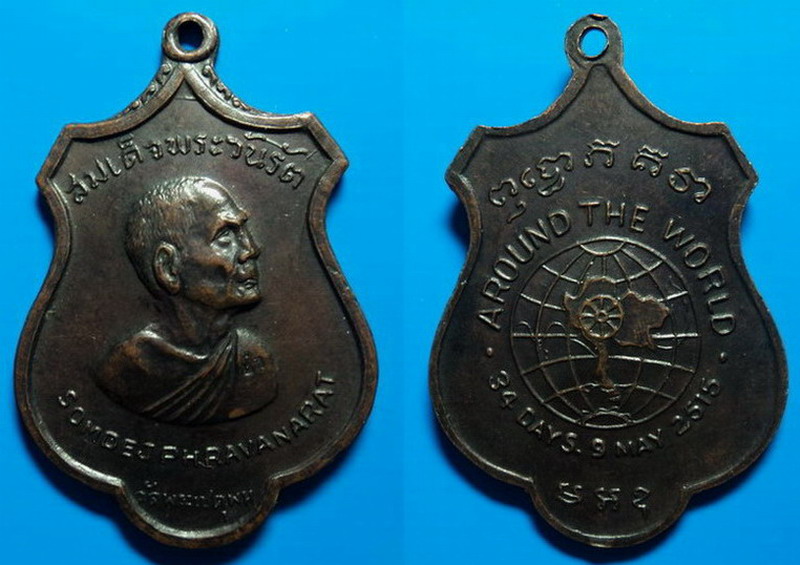 สมเด็จพระวันรัต
SOMDEJ PHRAVANARAT
วัดพระเชตุพน
AROUND THE WORLD
34 DAYS. 9 MAY 2515